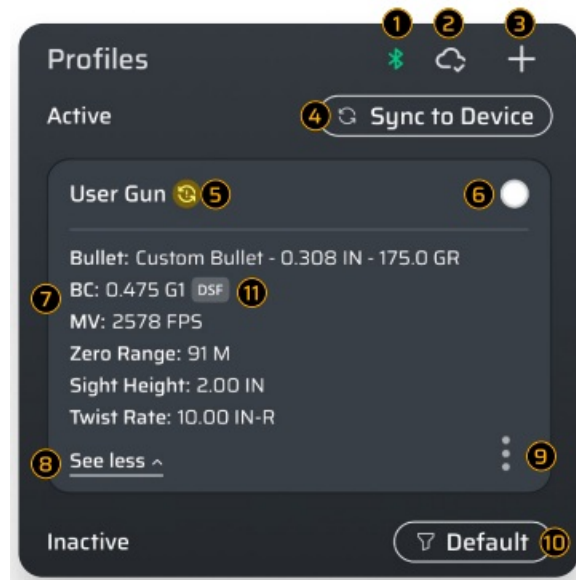 1 2 3
Profiles
Active 4 Sync to Device
User Gun 5 6
Bullet: Custom Bullet - 0.308 IN - 175.0 GR
7 BC: 0.475 G1 DSF 11
MV: 2578 FPS
Zero Range: 91 M
Sight Height: 2.00 IN
Twist Rate: 10.00 IN-R
8 See less 9
Inactive Default 10